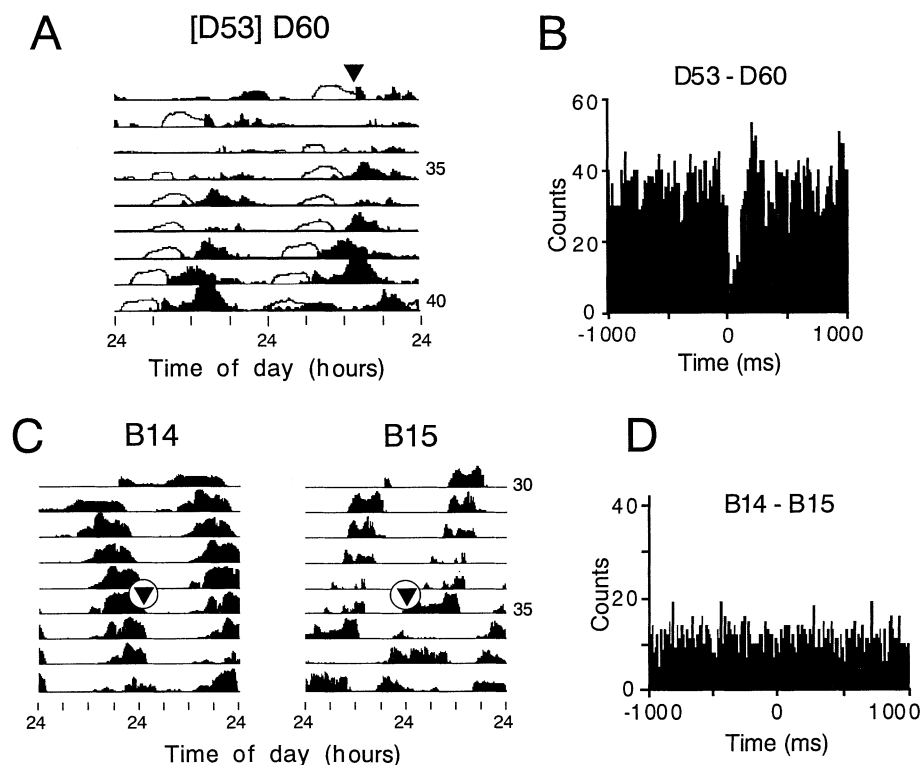 A
[D53] D60
35
40
24 24 24
Time of day (hours)
B
D53 - D60
60
40
20
0
Counts
-1000 0 1000
Time (ms)
C
B14 B15
30
35
24 24 24 24 24 24
Time of day (hours)
D
B14 - B15
40
20
0
Counts
-1000 0 1000
Time (ms)